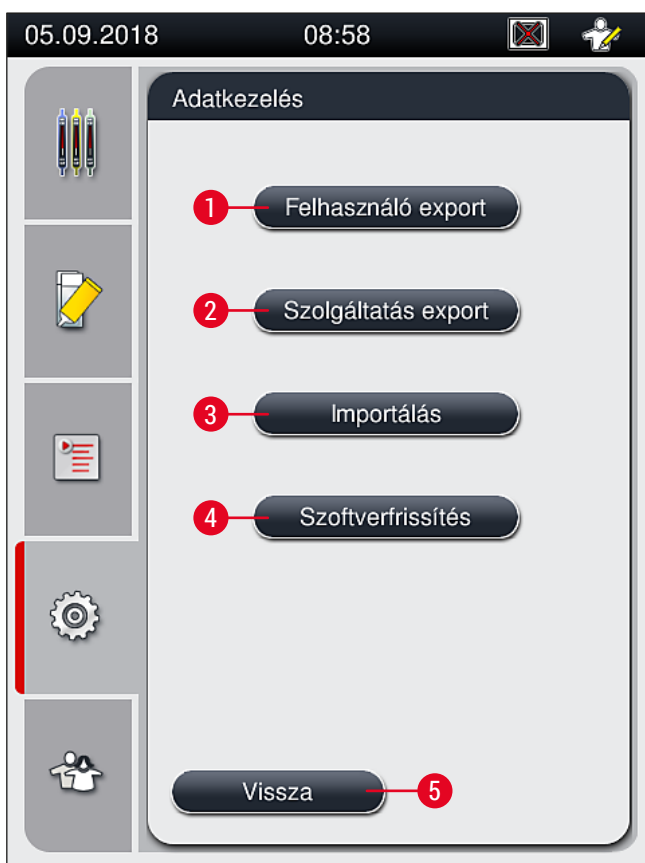 05.09.2018 08:58
Adatkezelés
1 Felhasználó export
2 Szolgáltatás export
3 Importálás
4 Szoftverfrissítés
Vissza 5